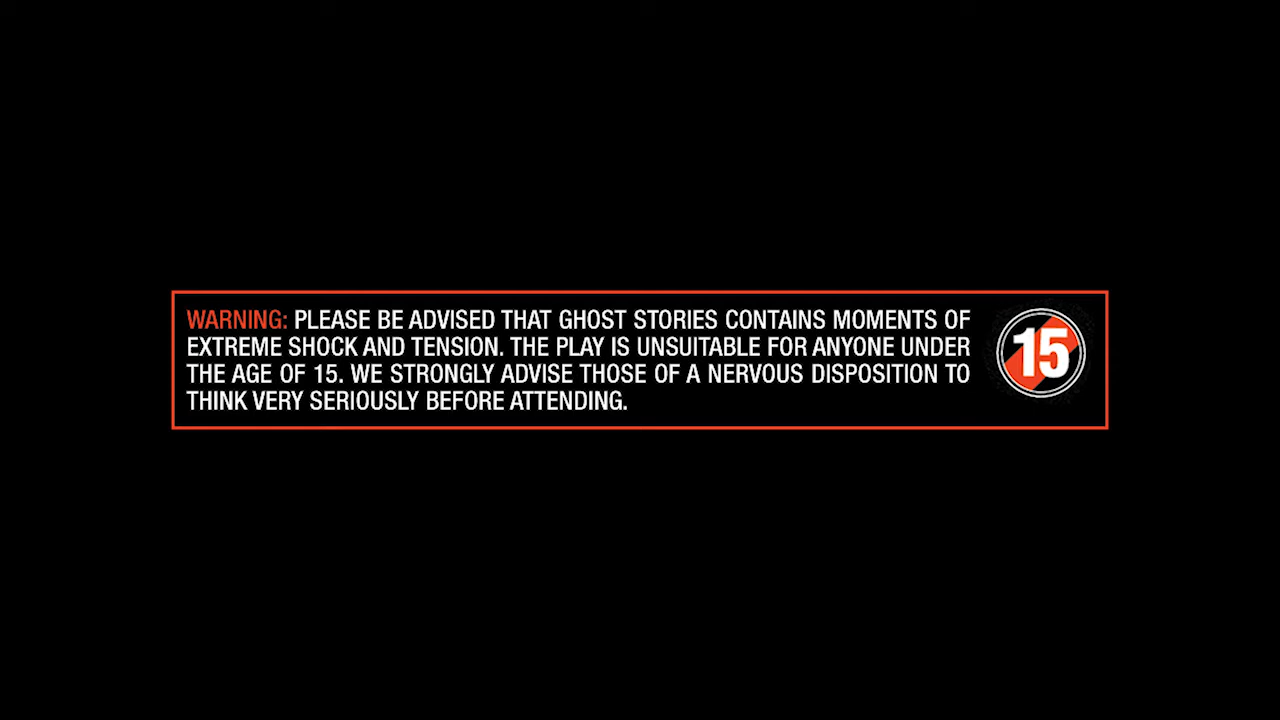 WARNING: PLEASE BE ADVISED THAT GHOST STORIES CONTAINS MOMENTS OF
EXTREME SHOCK AND TENSION. THE PLAY IS UNSUITABLE FOR ANYONE UNDER
THE AGE OF 15. WE STRONGLY ADVISE THOSE OF A NERVOUS DISPOSITION TO
THINK VERY SERIOUSLY BEFORE ATTENDING.
15